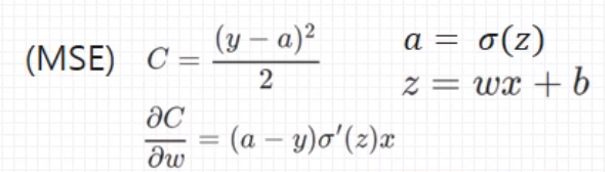 (MSE) C = (y − a)² / 2 a = σ(z)
z = wx + b
∂C/∂w = (a − y)σ′(z)x